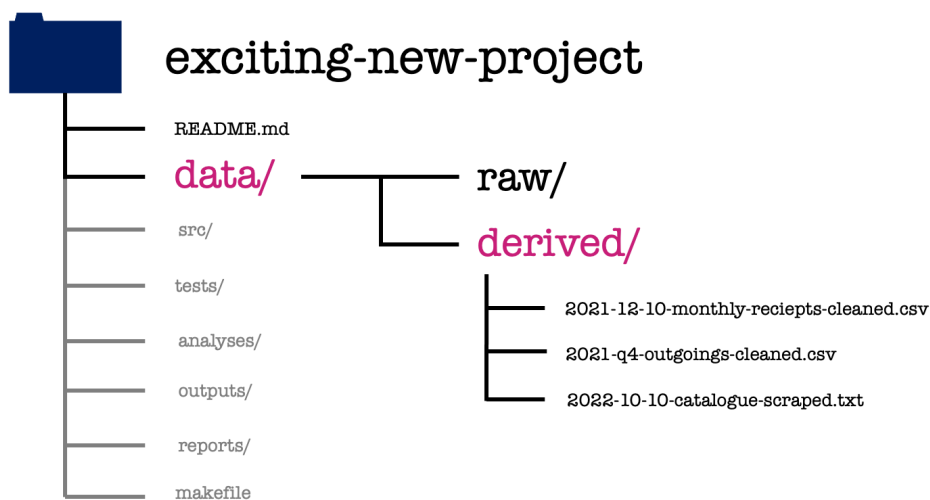 exciting-new-project
README.md
data/
raw/
src/
derived/
tests/
2021-12-10-monthly-reciepts-cleaned.csv
analyses/
2021-q4-outgoings-cleaned.csv
outputs/
2022-10-10-catalogue-scraped.txt
reports/
makefile